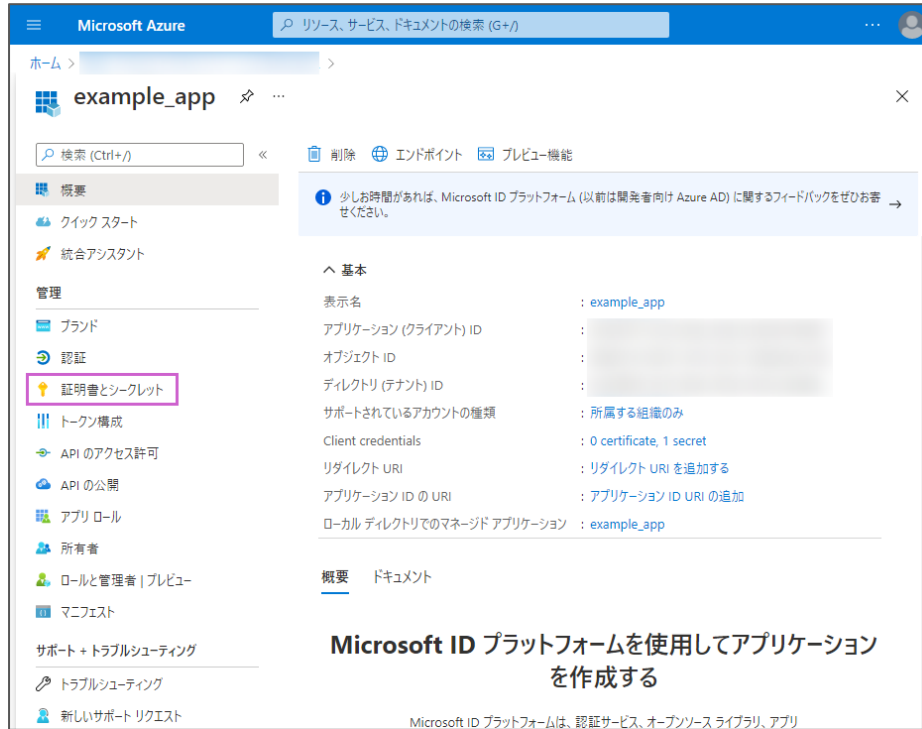 Microsoft Azure
リソース、サービス、ドキュメントの検索 (G+/)
ホーム >
example_app
検索 (Ctrl+/)
概要
クイック スタート
統合アシスタント
管理
ブランド
認証
証明書とシークレット
トークン構成
API のアクセス許可
API の公開
アプリ ロール
所有者
ロールと管理者 | プレビュー
マニフェスト
サポート + トラブルシューティング
トラブルシューティング
新しいサポート リクエスト
削除 エンドポイント プレビュー機能
少しお時間があれば、Microsoft ID プラットフォーム (以前は開発者向け Azure AD) に関するフィードバックをぜひお寄
せください。
基本
表示名 : example_app
アプリケーション (クライアント) ID :
オブジェクト ID :
ディレクトリ (テナント) ID :
サポートされているアカウントの種類 : 所属する組織のみ
Client credentials : 0 certificate, 1 secret
リダイレクト URI : リダイレクト URI を追加する
アプリケーション ID の URI : アプリケーション ID URI の追加
ローカル ディレクトリでのマネージド アプリケーション : example_app
概要 ドキュメント
Microsoft ID プラットフォームを使用してアプリケーション
を作成する
Microsoft ID プラットフォームは、認証サービス、オープンソース ライブラリ、アプリ